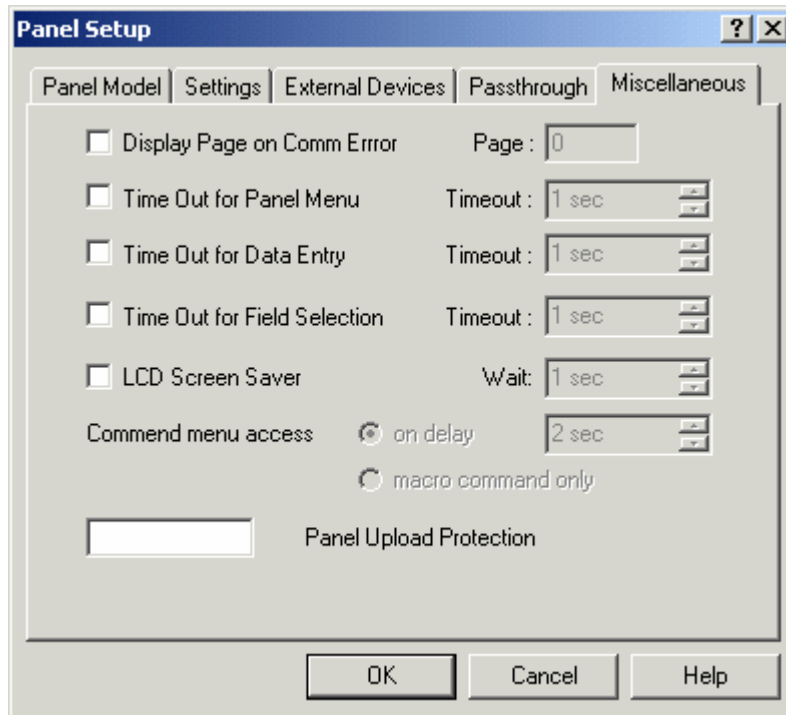 Panel Setup
Panel Model Settings External Devices Passthrough Miscellaneous
Display Page on Comm Errror Page : 0
Time Out for Panel Menu Timeout : 1 sec
Time Out for Data Entry Timeout : 1 sec
Time Out for Field Selection Timeout : 1 sec
LCD Screen Saver Wait: 1 sec
Commend menu access on delay 2 sec
macro command only
Panel Upload Protection
OK Cancel Help